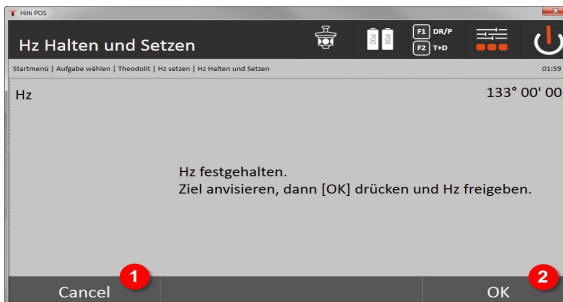 Hilti POS
Hz Halten und Setzen
POC
POS
F1 DR/P
F2 T+D
Startmenü | Aufgabe wählen | Theodolit | Hz setzen | Hz Halten und Setzen
01:59
Hz
133° 00' 00
Hz festgehalten.
Ziel anvisieren, dann [OK] drücken und Hz freigeben.
1
2
Cancel
OK